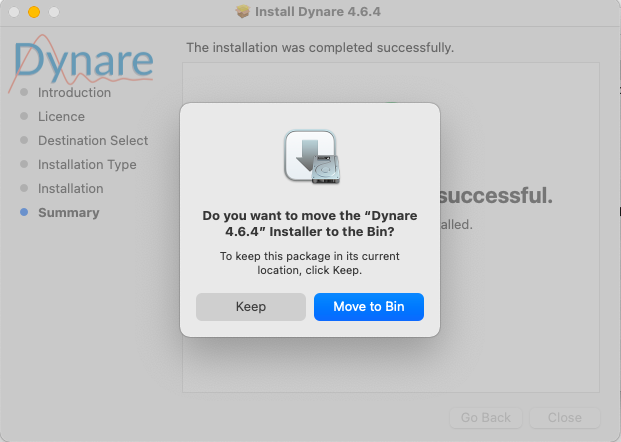 Install Dynare 4.6.4
Dynare
The installation was completed successfully.
Introduction
Licence
Destination Select
Installation Type
Installation
Summary
successful.
Do you want to move the “Dynare
4.6.4” Installer to the Bin?
To keep this package in its current
location, click Keep.
Keep
Move to Bin
Go Back
Close